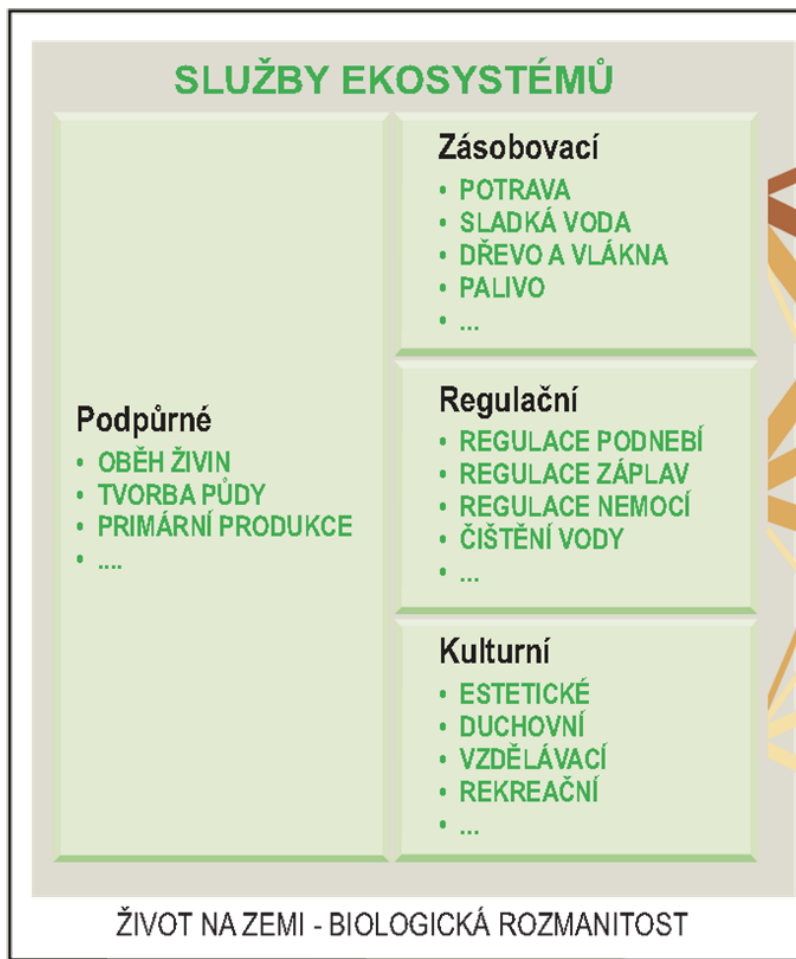 SLUŽBY EKOSYSTÉMŮ
Podpůrné
• OBĚH ŽIVIN
• TVORBA PŮDY
• PRIMÁRNÍ PRODUKCE
• ....
Zásobovací
• POTRAVA
• SLADKÁ VODA
• DŘEVO A VLÁKNA
• PALIVO
• ...
Regulační
• REGULACE PODNEBÍ
• REGULACE ZÁPLAV
• REGULACE NEMOCÍ
• ČIŠTĚNÍ VODY
• ...
Kulturní
• ESTETICKÉ
• DUCHOVNÍ
• VZDĚLÁVACÍ
• REKREAČNÍ
• ...
ŽIVOT NA ZEMI - BIOLOGICKÁ ROZMANITOST